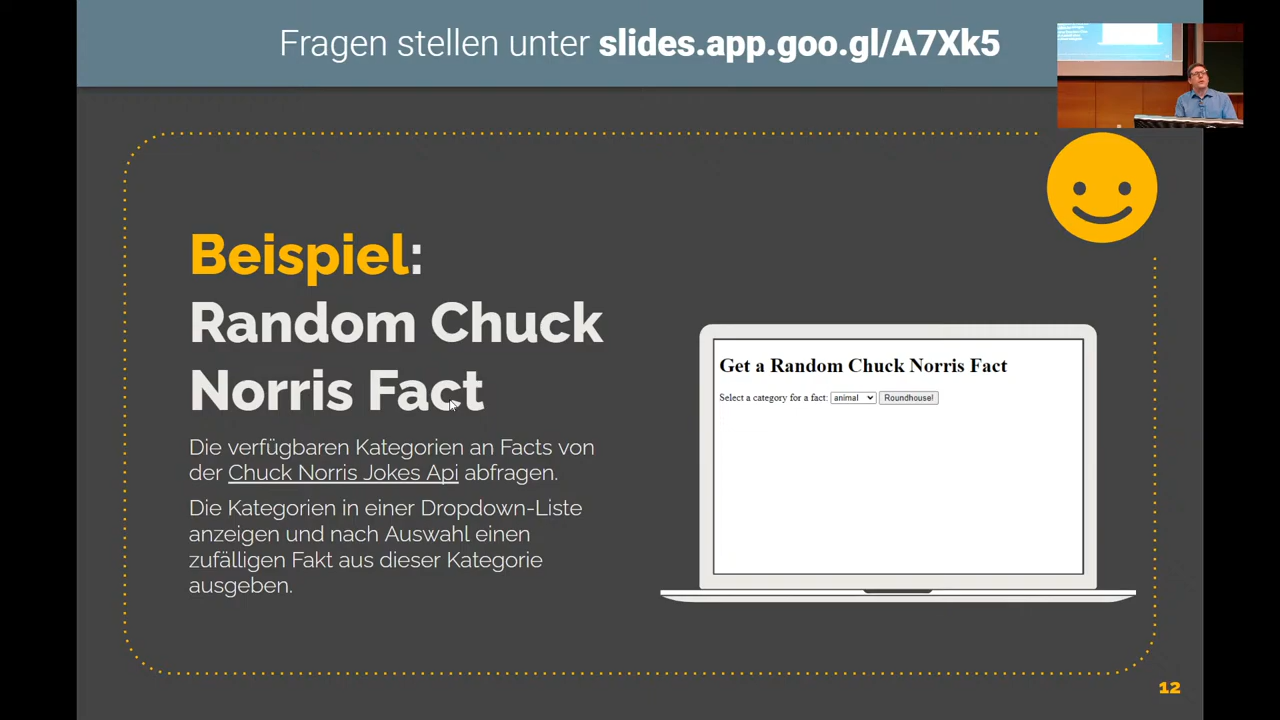 Fragen stellen unter slides.app.goo.gl/A7Xk5
Beispiel:
Random Chuck
Norris Fact
Die verfügbaren Kategorien an Facts von
der Chuck Norris Jokes Api abfragen.
Die Kategorien in einer Dropdown-Liste
anzeigen und nach Auswahl einen
zufälligen Fakt aus dieser Kategorie
ausgeben.
Get a Random Chuck Norris Fact
Select a category for a fact: animal Roundhouse!
12